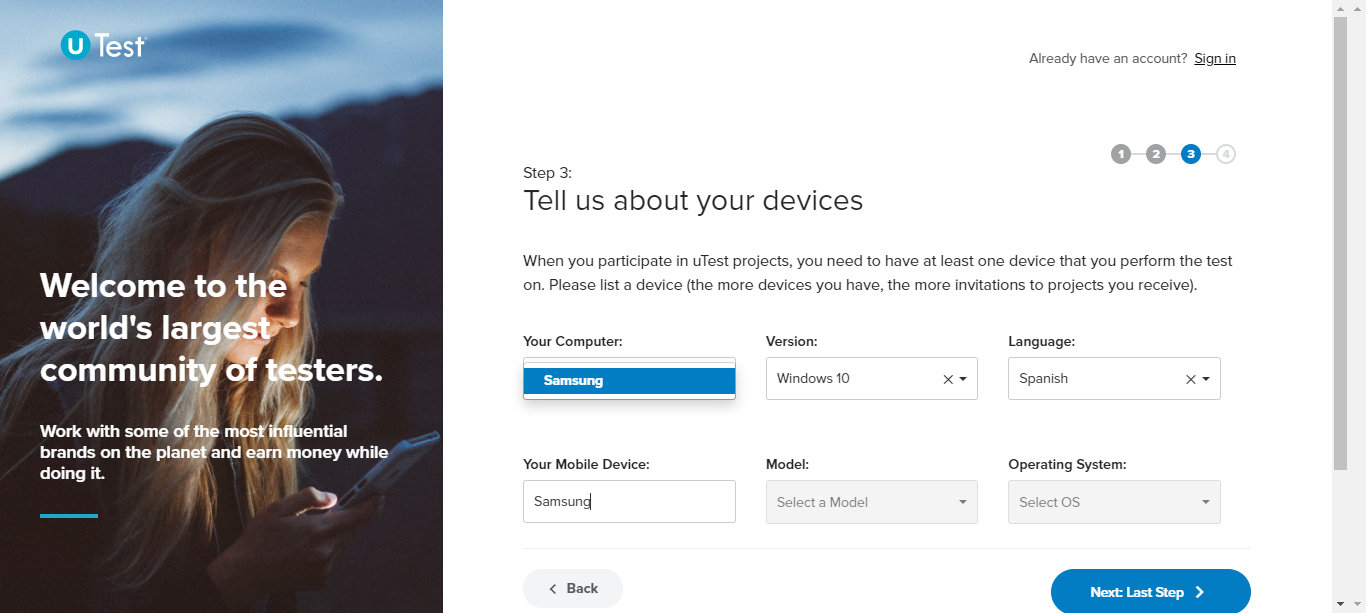 U Test
Already have an account? Sign in
1 2 3 4
Step 3:
Tell us about your devices
Welcome to the
world's largest
community of testers.
Work with some of the most influential
brands on the planet and earn money while
doing it.
When you participate in uTest projects, you need to have at least one device that you perform the test
on. Please list a device (the more devices you have, the more invitations to projects you receive).
Your Computer: Version: Language:
Samsung Windows 10 Spanish
Your Mobile Device: Model: Operating System:
Samsung Select a Model Select OS
Back Next: Last Step